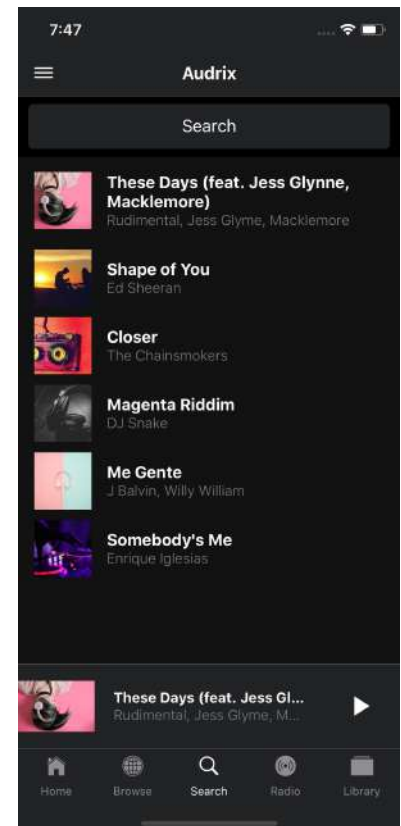 7:47
Audrix
Search
These Days (feat. Jess Glynne,
Macklemore)
Rudimental, Jess Glyme, Macklemore
Shape of You
Ed Sheeran
Closer
The Chainsmokers
Magenta Riddim
DJ Snake
Me Gente
J Balvin, Willy William
Somebody's Me
Enrique Iglesias
These Days (feat. Jess Gl...
Rudimental, Jess Glyme, M...
Home Browse Search Radio Library